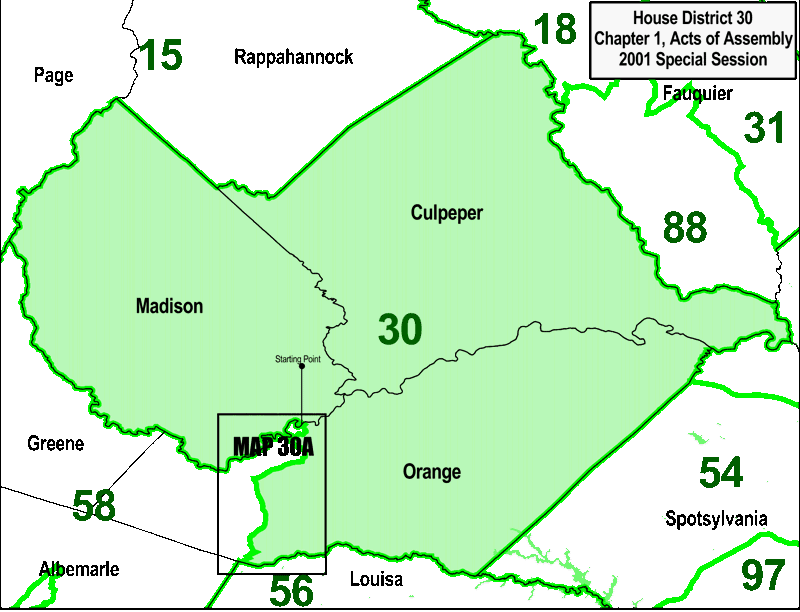 House District 30
Chapter 1, Acts of Assembly
2001 Special Session
18
15
Rappahannock
Page
Fauquier
31
Culpeper
88
Madison
30
Starting Point
Greene
MAP 30A
Orange
54
58
Spotsylvania
Albemarle
Louisa
97
56